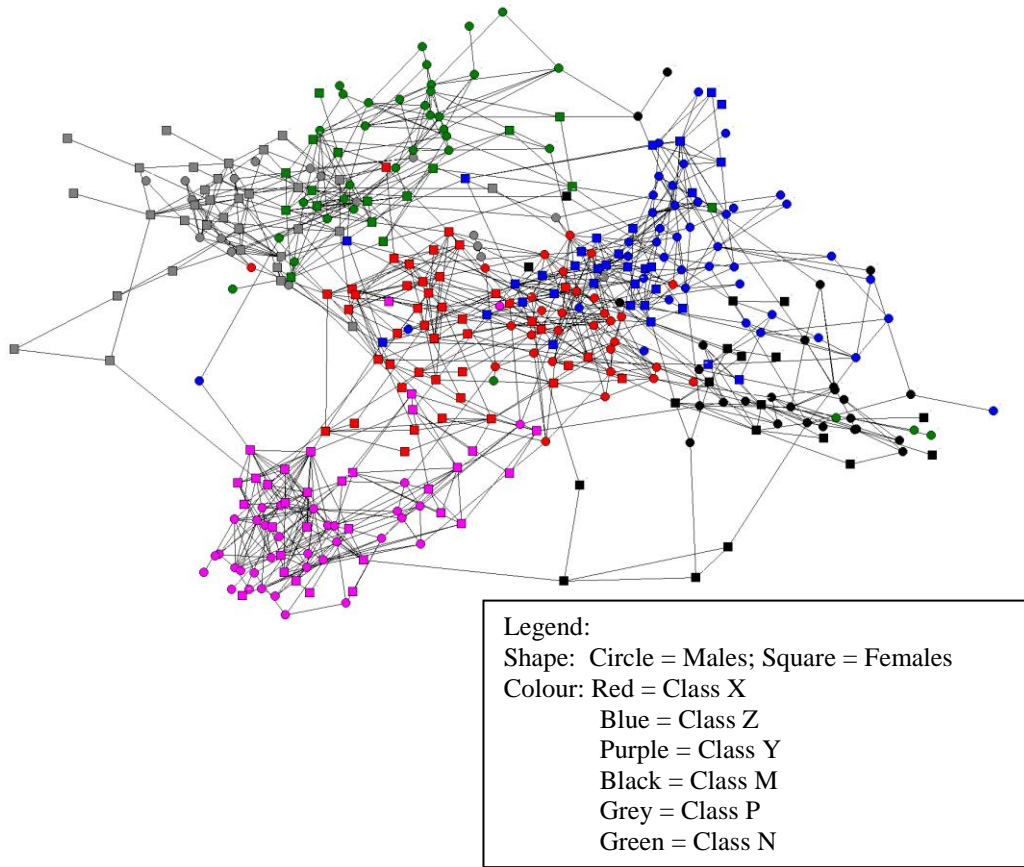 Legend:
Shape:  Circle = Males; Square = Females
Colour: Red = Class X
Blue = Class Z
Purple = Class Y
Black = Class M
Grey = Class P
Green = Class N